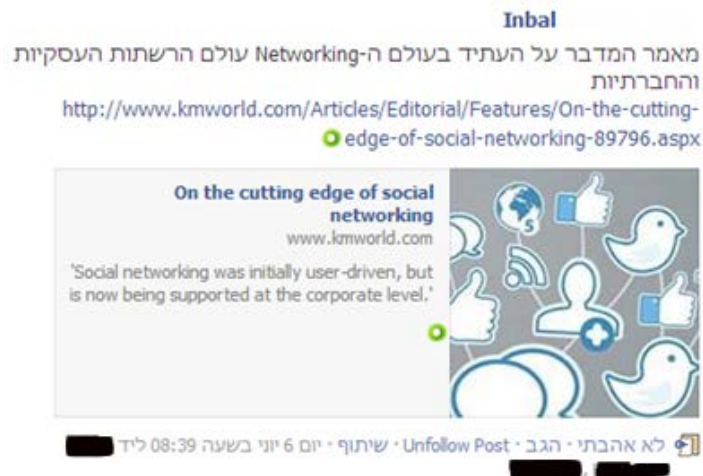 Inbal
מאמר המדבר על העתיד בעולם ה-Networking עולם הרשתות העסקיות
והחברתיות
http://www.kmworld.com/Articles/Editorial/Features/On-the-cutting-
edge-of-social-networking-89796.aspx
On the cutting edge of social
networking
www.kmworld.com
'Social networking was initially user-driven, but
is now being supported at the corporate level.'
S
לא אהבתי · הגב · Unfollow Post · שיתוף · יום 6 יוני בשעה 08:39 ליד